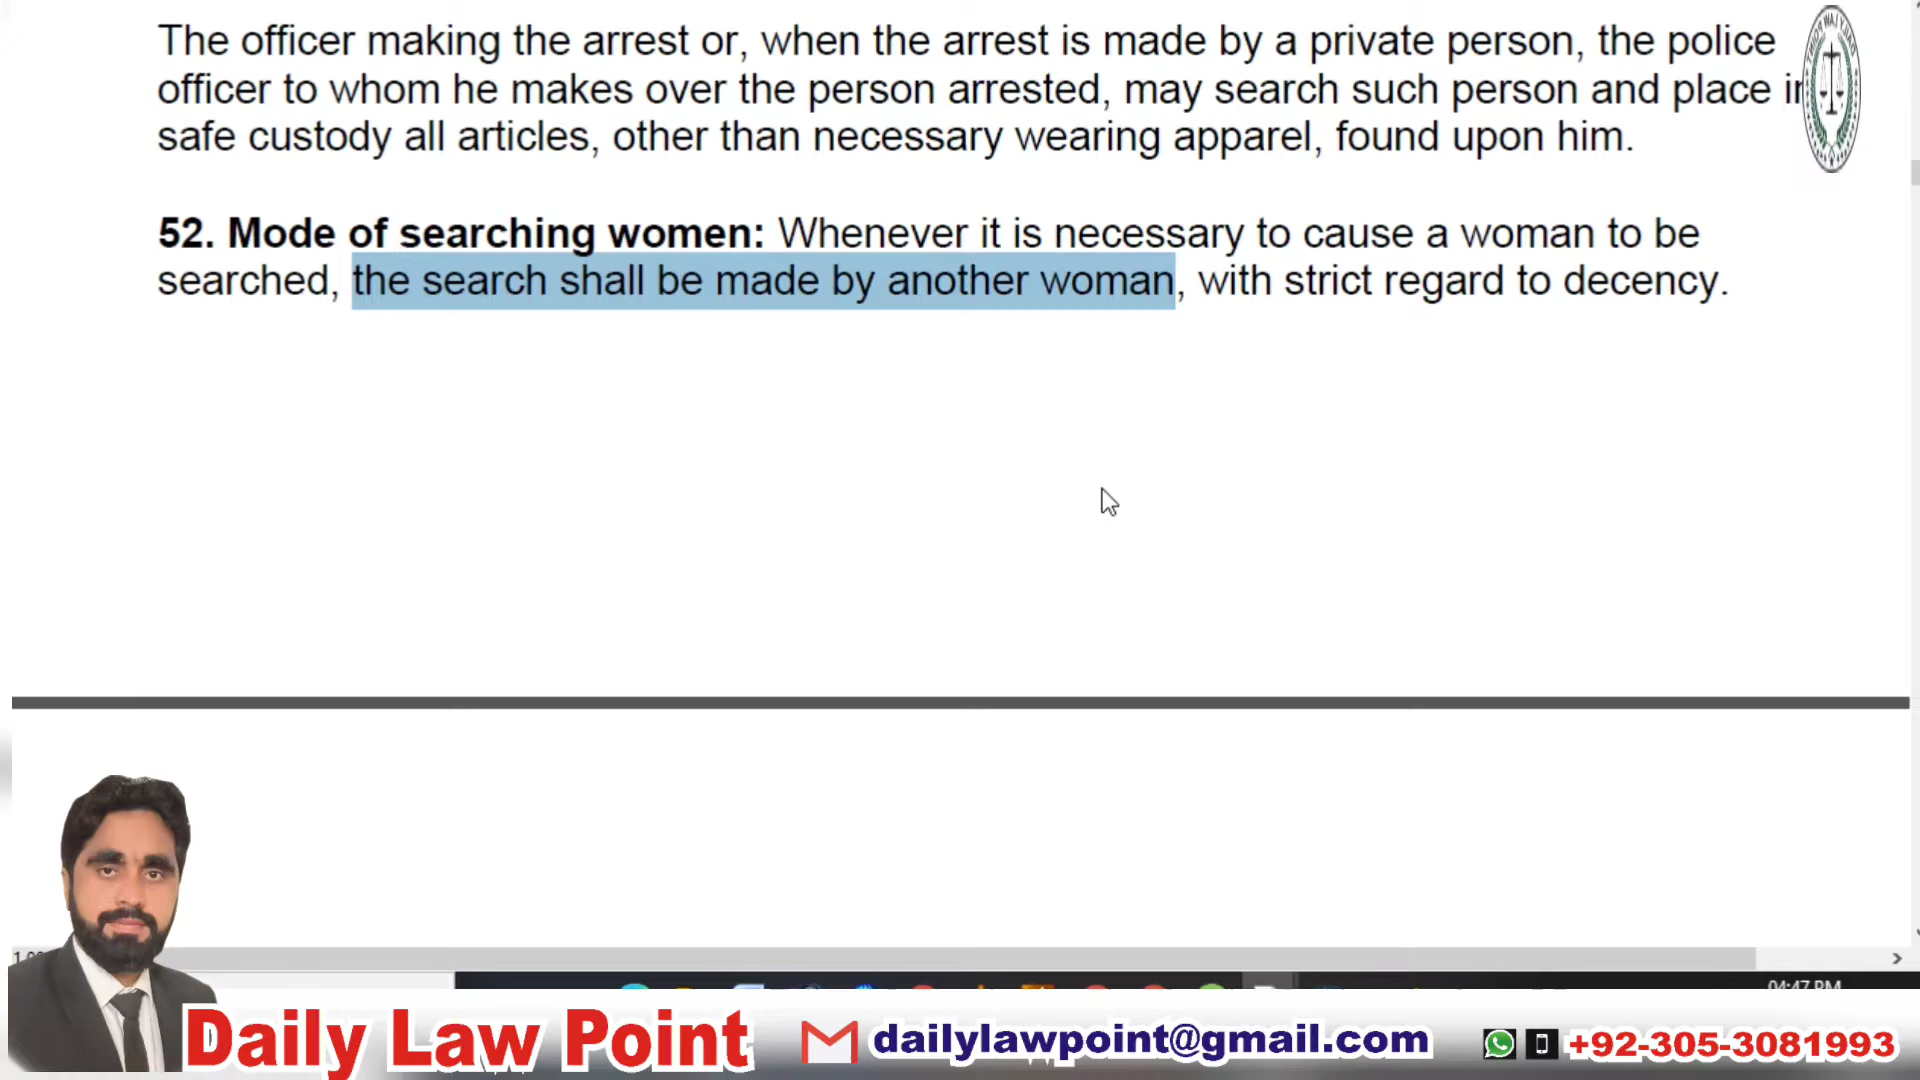 The officer making the arrest or, when the arrest is made by a private person, the police
officer to whom he makes over the person arrested, may search such person and place in
safe custody all articles, other than necessary wearing apparel, found upon him.
52. Mode of searching women: Whenever it is necessary to cause a woman to be
searched, the search shall be made by another woman, with strict regard to decency.
04:47 PM
Daily Law Point
dailylawpoint@gmail.com
+92-305-3081993